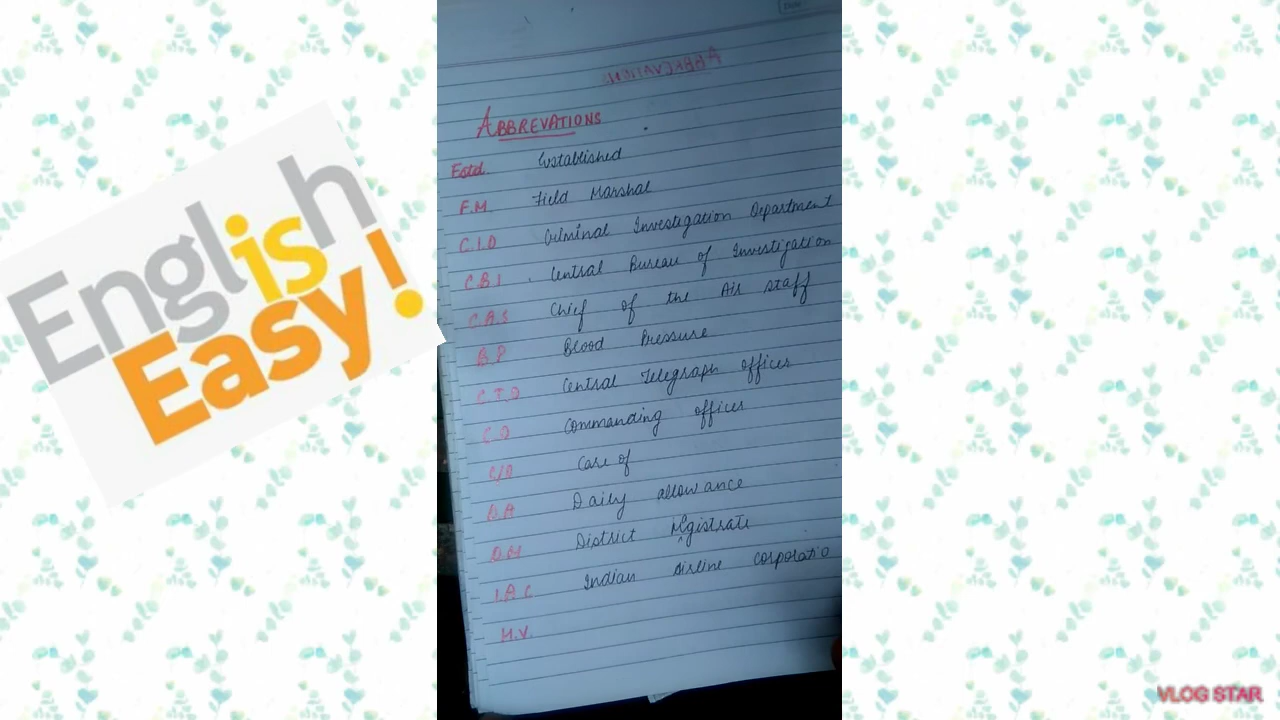 English
is
Easy!
ABBREVATIONS
Estd. Established
F.M. Field Marshal
C.I.D Criminal Investigation Department
C.B.I. Central Bureau of Investigation
C.A.S Chief of the Air staff
B.P Blood Pressure
C.T.O Central Telegraph officer
C.O Commanding officer
C/O Care of
D.A Daily allowance
D.M District Magistrate
I.A.C Indian Airline Corporatio
H.V.
VLOG STAR